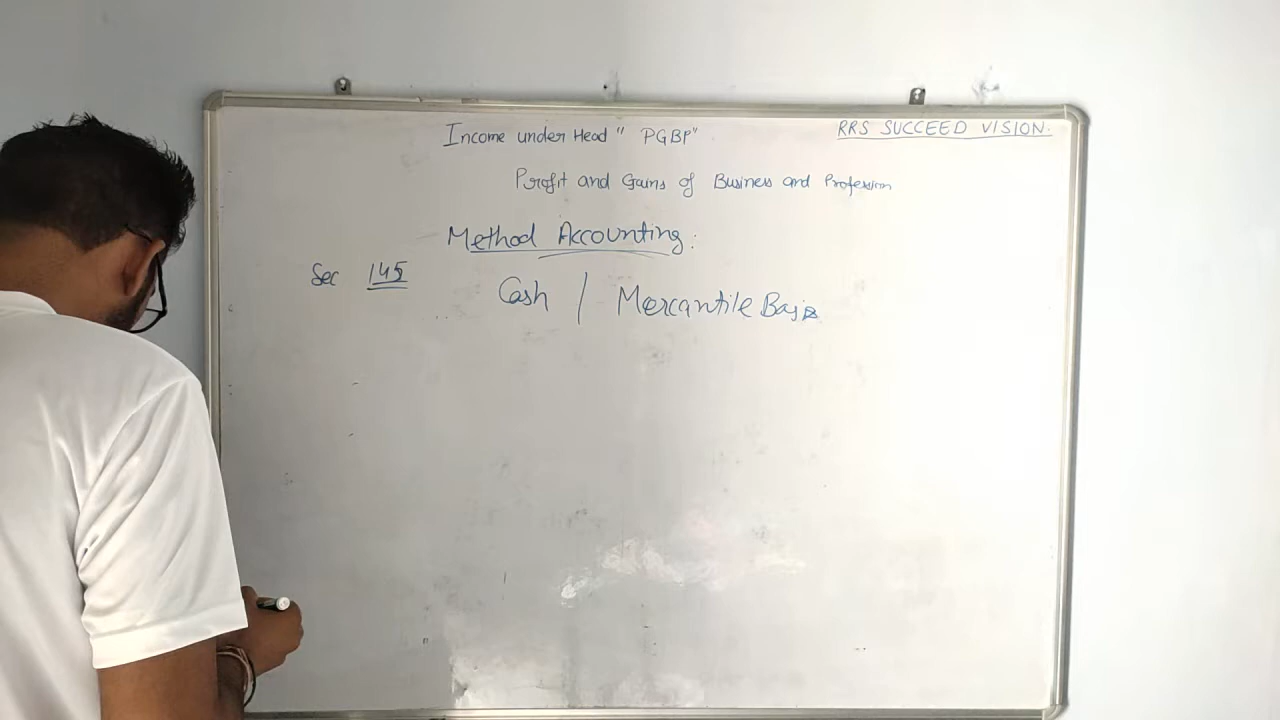 Income under Head " PGBP"
RRS SUCCEED VISION.
Profit and Gains of Business and Profession
Method Accounting:
Sec 145
Cash / Mercantile Basis